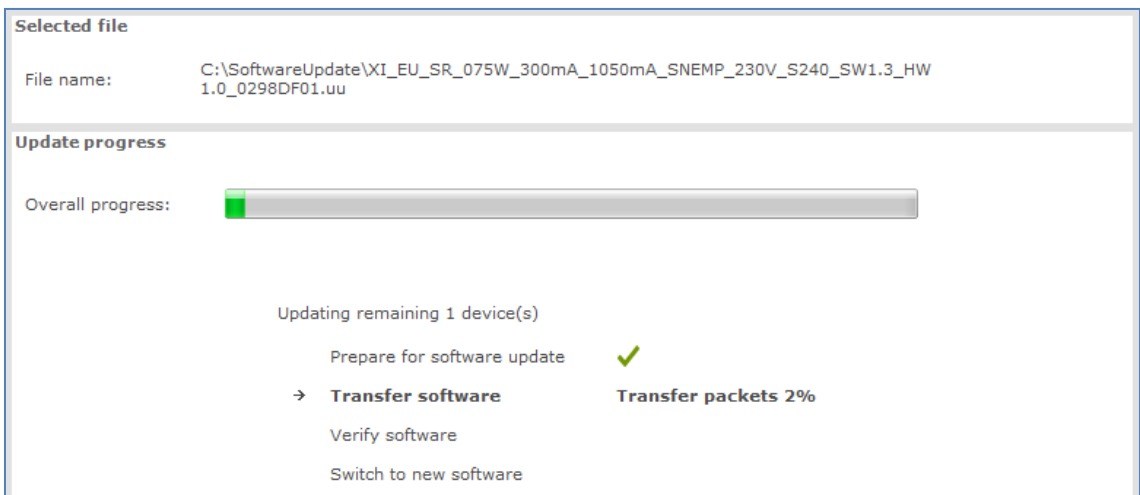 Selected file
File name:
C:\SoftwareUpdate\XI_EU_SR_075W_300mA_1050mA_SNEMP_230V_S240_SW1.3_HW
1.0_0298DF01.uu
Update progress
Overall progress:
Updating remaining 1 device(s)
Prepare for software update
Transfer software Transfer packets 2%
Verify software
Switch to new software